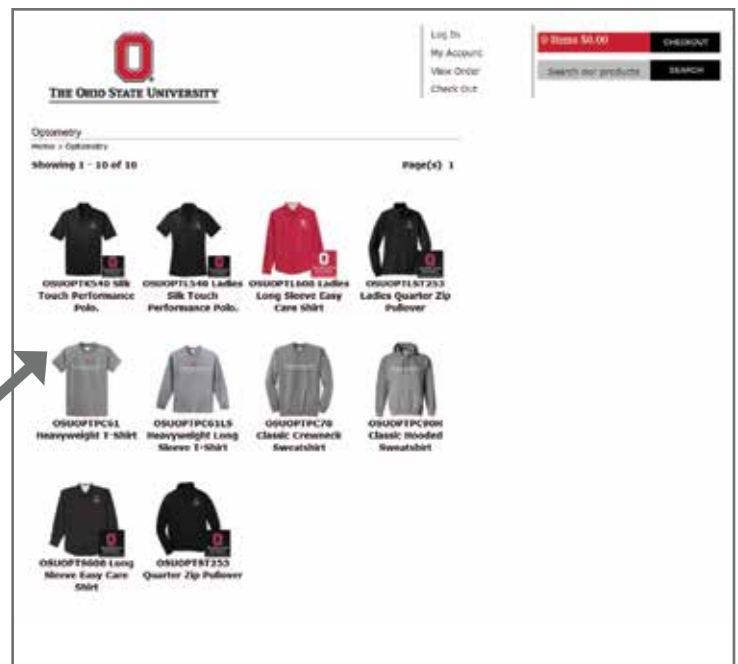 O
THE OHIO STATE UNIVERSITY
Log In
My Account
View Order
Check Out
0 Items $0.00
CHECKOUT
Search our products
SEARCH
Optometry
Home > Optometry
Showing 1 - 10 of 10
Page(s) 1
OSUOPTK540 Silk
Touch Performance
Polo.
OSUOPTL540 Ladies
Silk Touch
Performance Polo.
OSUOPTL608 Ladies
Long Sleeve Easy
Care Shirt
OSUOPTLST253
Ladies Quarter Zip
Pullover
OSUOPTPC61
Heavyweight T-Shirt
OSUOPTPC61LS
Heavyweight Long
Sleeve T-Shirt
OSUOPTPC78
Classic Crewneck
Sweatshirt
OSUOPTPC90H
Classic Hooded
Sweatshirt
OSUOPTS608 Long
Sleeve Easy Care
Shirt
OSUOPTST253
Quarter Zip Pullover